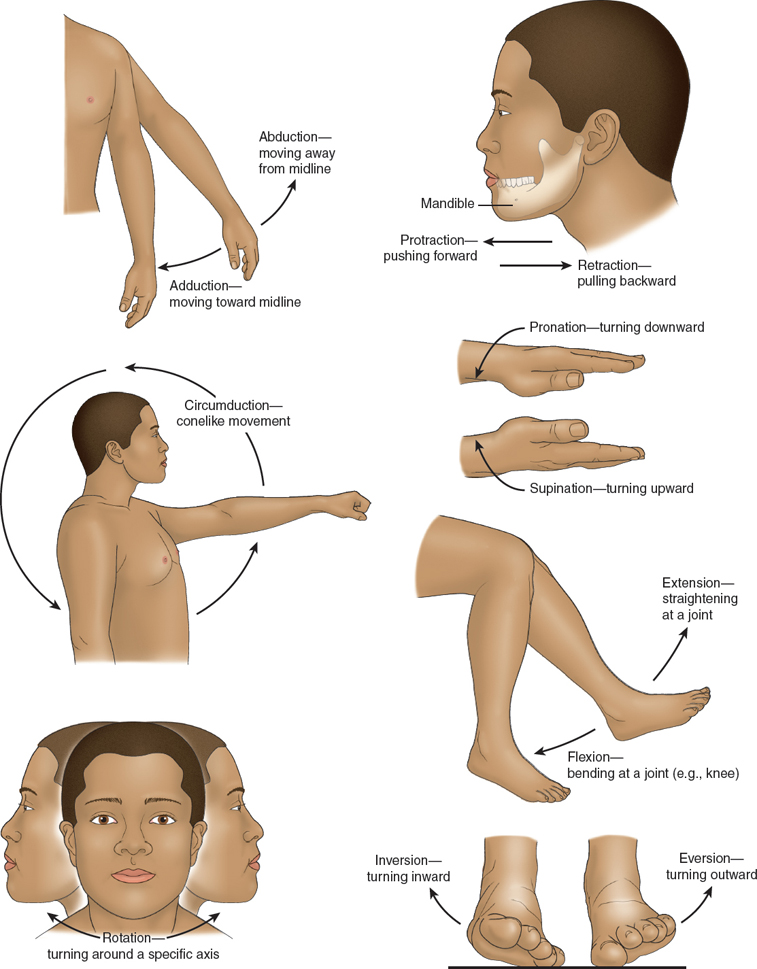 Abduction—
moving away
from midline
Adduction—
moving toward midline
Mandible
Protraction—
pushing forward
Retraction—
pulling backward
Pronation—turning downward
Circumduction—
conelike movement
Supination—turning upward
Extension—
straightening
at a joint
Flexion—
bending at a joint (e.g., knee)
Rotation—
turning around a specific axis
Inversion—
turning inward
Eversion—
turning outward